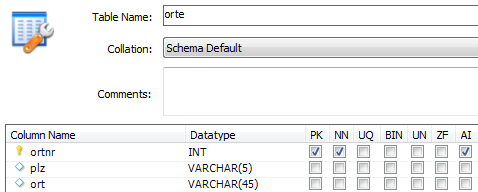 Table Name: orte
Collation: Schema Default
Comments:
Column Name Datatype PK NN UQ BIN UN ZF AI
ortnr INT
plz VARCHAR(5)
ort VARCHAR(45)